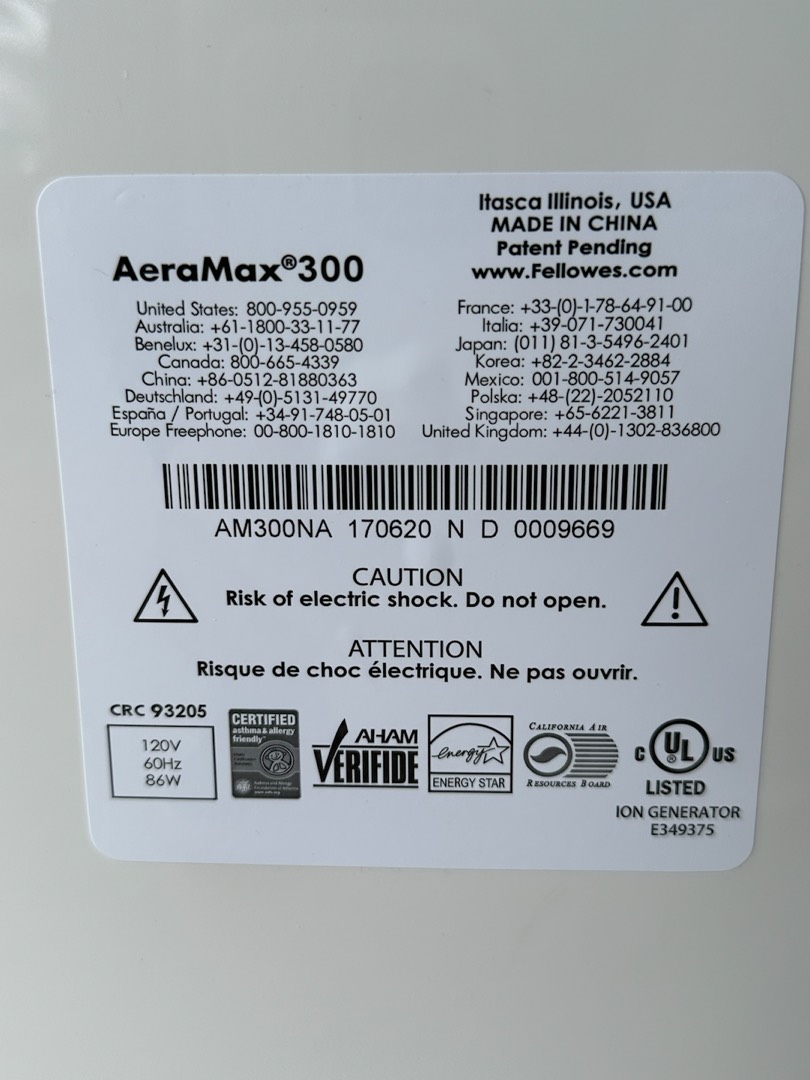 AeraMax®300
United States: 800-955-0959
Australia: +61-1800-33-11-77
Benelux: +31-(0)-13-458-0580
Canada: 800-665-4339
China: +86-0512-81880363
Deutschland: +49-(0)-5131-49770
España / Portugal: +34-91-748-05-01
Europe Freephone: 00-800-1810-1810
Itasca Illinois, USA
MADE IN CHINA
Patent Pending
www.Fellowes.com
France: +33-(0)-1-78-64-91-00
Italia: +39-071-730041
Japan: (011) 81-3-5496-2401
Korea: +82-2-3462-2884
Mexico: 001-800-514-9057
Polska: +48-(22)-2052110
Singapore: +65-6221-3811
United Kingdom: +44-(0)-1302-836800
AM300NA 170620 N D 0009669
CAUTION
Risk of electric shock. Do not open.
ATTENTION
Risque de choc électrique. Ne pas ouvrir.
CRC 93205
120V
60Hz
86W
CERTIFIED
asthma & allergy
friendly™
AHAM
VERIFIDE
energy
ENERGY STAR
CALIFORNIA AIR
RESOURCES BOARD
C UL® US
LISTED
ION GENERATOR
E349375